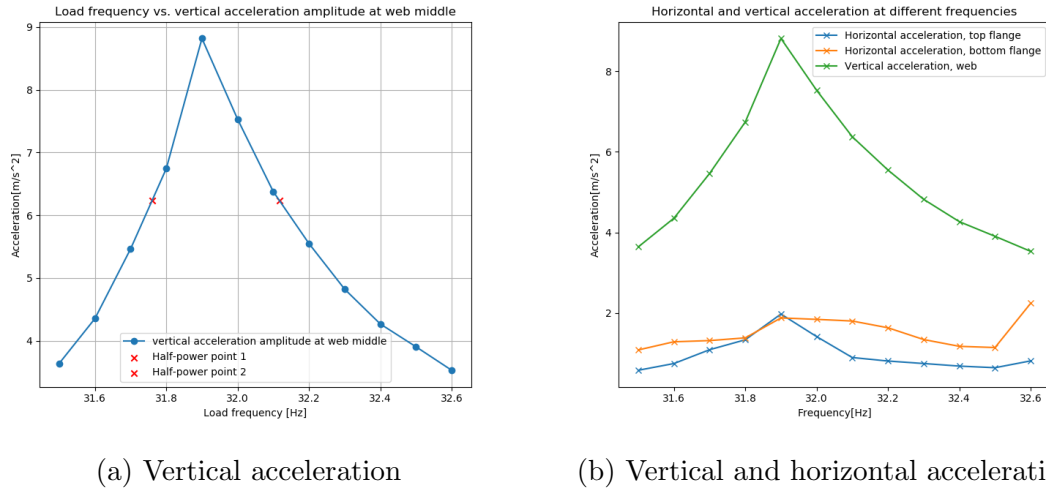 Load frequency vs. vertical acceleration amplitude at web middle
9
8
7
6
5
4
Acceleration[m/s^2]
vertical acceleration amplitude at web middle
Half-power point 1
Half-power point 2
31.6 31.8 32.0 32.2 32.4 32.6
Load frequency [Hz]
(a) Vertical acceleration
Horizontal and vertical acceleration at different frequencies
Horizontal acceleration, top flange
Horizontal acceleration, bottom flange
Vertical acceleration, web
8
6
4
2
Acceleration[m/s^2]
31.6 31.8 32.0 32.2 32.4 32.6
Frequency[Hz]
(b) Vertical and horizontal accelerati